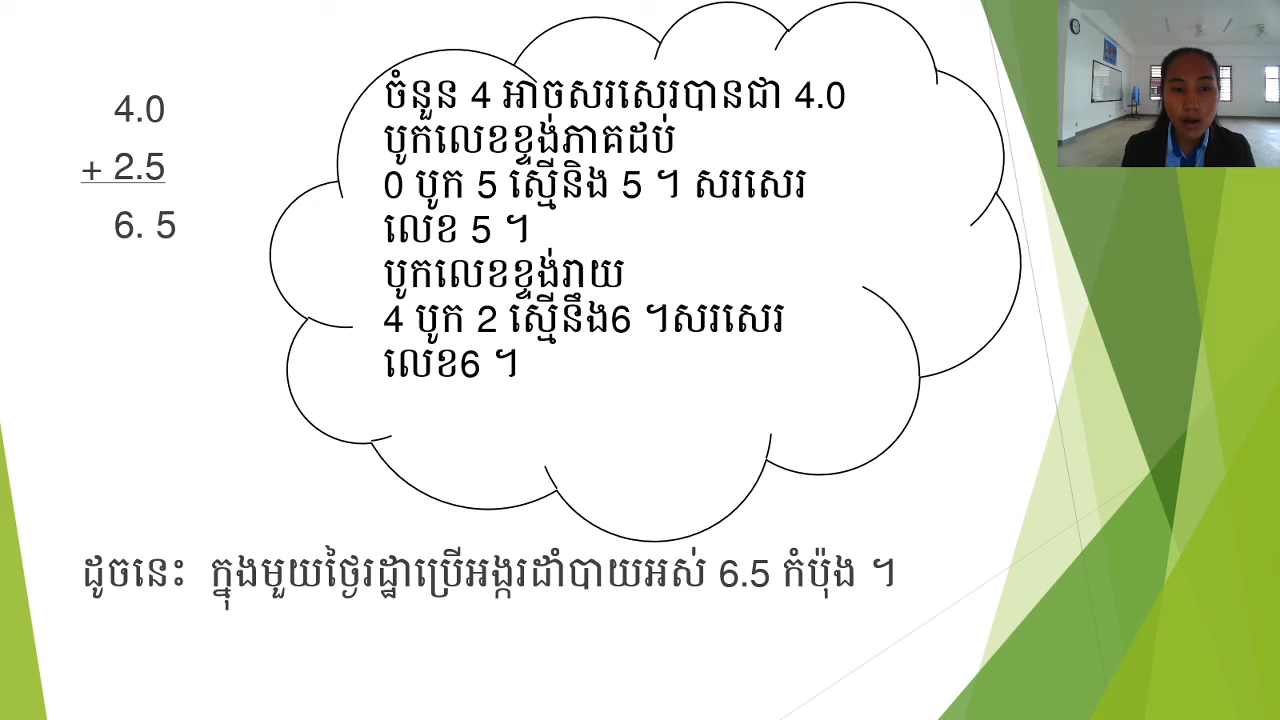 4.0
+ 2.5
6. 5
ចំនួន 4 អាចសរសេរបានជា 4.0
បូកលេខខ្ទង់ភាគដប់
0 បូក 5 ស្មើនិង 5 ។ សរសេរ
លេខ 5 ។
បូកលេខខ្ទង់រាយ
4 បូក 2 ស្មើនឹង6 ។សរសេរ
លេខ6 ។
ដូចនេះ ក្នុងមួយថ្ងៃរដ្ឋាប្រើអង្ករដាំបាយអស់ 6.5 កំប៉ុង ។